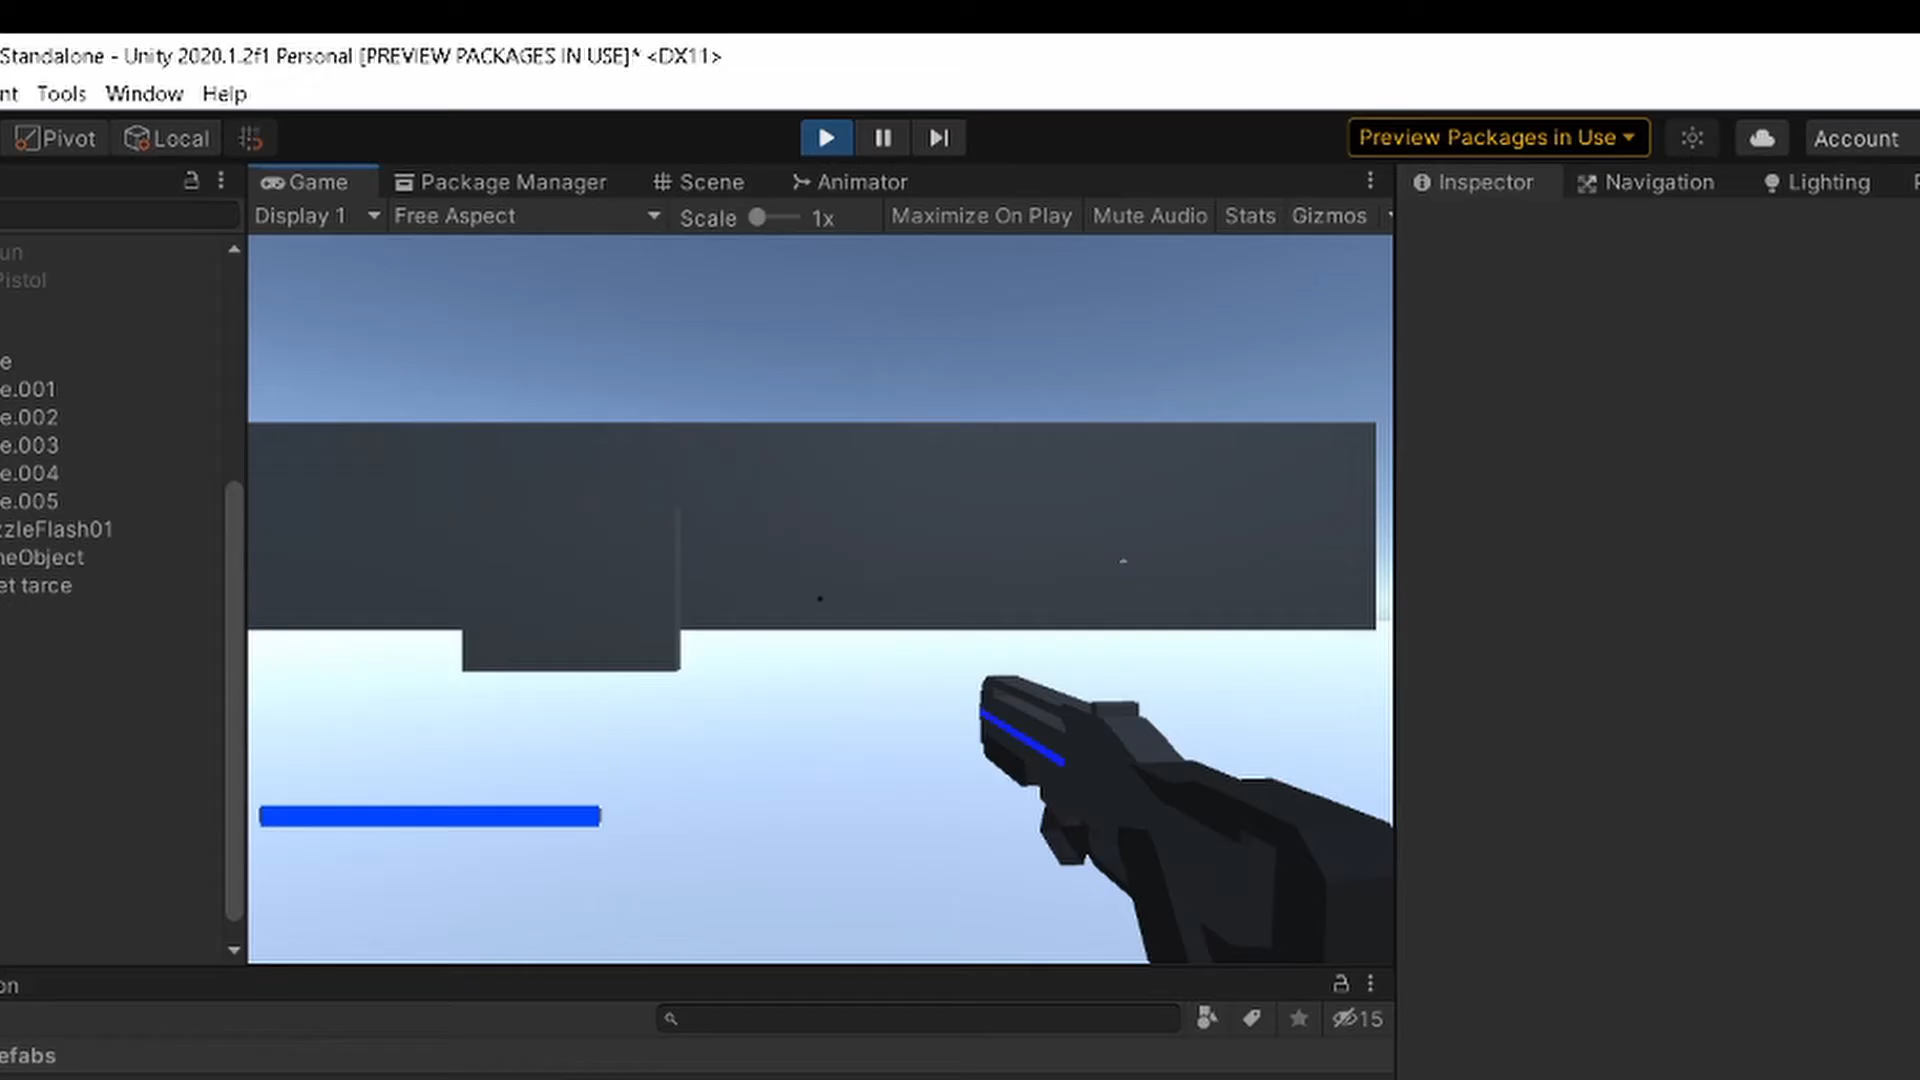 Standalone - Unity 2020.1.2f1 Personal [PREVIEW PACKAGES IN USE]* <DX11>
nt Tools Window Help
Pivot Local Preview Packages in Use Account
Game Package Manager Scene Animator Inspector Navigation Lighting
Display 1 Free Aspect Scale 1x Maximize On Play Mute Audio Stats Gizmos
un
Pistol
e
e.001
e.002
e.003
e.004
e.005
zzleFlash01
neObject
et tarce
on
15
efabs